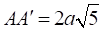 AA′ = 2a√5